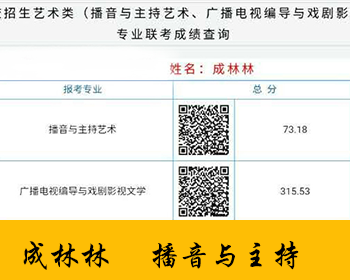 招生艺术类（播音与主持艺术、广播电视编导与戏剧影
专业联考成绩查询
姓名：成林林
报考专业 总 分
播音与主持艺术 73.18
广播电视编导与戏剧影视文学 315.53
成林林 播音与主持